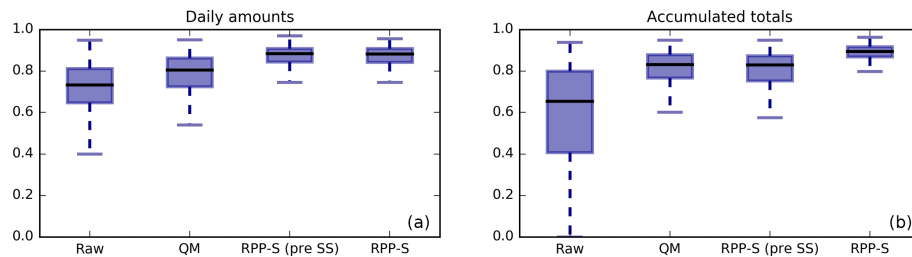 Daily amounts
1.0
0.8
0.6
0.4
0.2
0.0
Raw QM RPP-S (pre SS) RPP-S
(a)
Accumulated totals
1.0
0.8
0.6
0.4
0.2
0.0
Raw QM RPP-S (pre SS) RPP-S
(b)